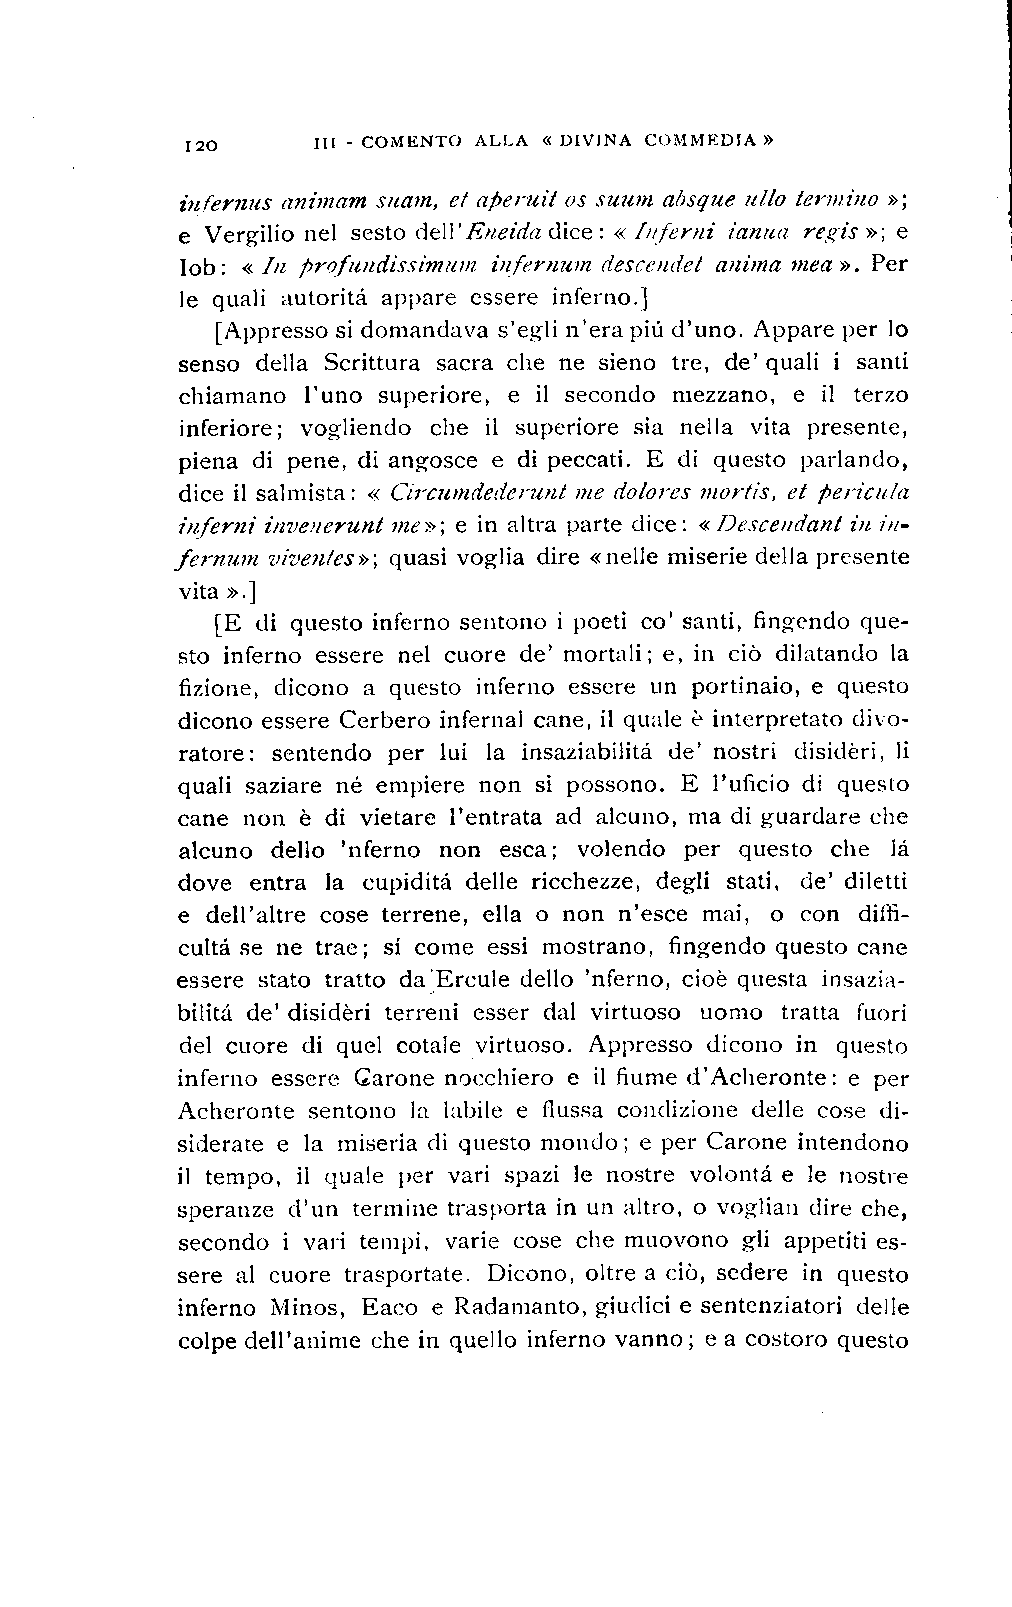 120 III - COMENTO ALLA « DIVINA COMMEDIA »
infernus animam suam, et aperuit os suum absque ullo termino »;
e Vergilio nel sesto dell'Eneida dice: « Inferni ianua regis »; e
Iob: « In profundissimum infernum descendet anima mea ». Per
le quali autoritá appare essere inferno.]
[Appresso si domandava s'egli n'era piú d'uno. Appare per lo
senso della Scrittura sacra che ne sieno tre, de' quali i santi
chiamano l'uno superiore, e il secondo mezzano, e il terzo
inferiore; vogliendo che il superiore sia nella vita presente,
piena di pene, di angosce e di peccati. E di questo parlando,
dice il salmista: « Circumdederunt me dolores mortis, et pericula
inferni invenerunt me»; e in altra parte dice: «Descendant in in-
fernum viventes»; quasi voglia dire «nelle miserie della presente
vita ».]
[E di questo inferno sentono i poeti co' santi, fingendo que-
sto inferno essere nel cuore de' mortali; e, in ciò dilatando la
fizione, dicono a questo inferno essere un portinaio, e questo
dicono essere Cerbero infernal cane, il quale è interpretato divo-
ratore: sentendo per lui la insaziabilitá de' nostri disidèri, li
quali saziare né empiere non si possono. E l'uficio di questo
cane non è di vietare l'entrata ad alcuno, ma di guardare che
alcuno dello 'nferno non esca; volendo per questo che lá
dove entra la cupiditá delle ricchezze, degli stati, de' diletti
e dell'altre cose terrene, ella o non n'esce mai, o con diffi-
cultá se ne trae; sí come essi mostrano, fingendo questo cane
essere stato tratto da Ercule dello 'nferno, cioè questa insazia-
bilitá de' disidèri terreni esser dal virtuoso uomo tratta fuori
del cuore di quel cotale virtuoso. Appresso dicono in questo
inferno essere Carone nocchiero e il fiume d'Acheronte: e per
Acheronte sentono la labile e flussa condizione delle cose di-
siderate e la miseria di questo mondo; e per Carone intendono
il tempo, il quale per vari spazi le nostre volontá e le nostre
speranze d'un termine trasporta in un altro, o voglian dire che,
secondo i vari tempi, varie cose che muovono gli appetiti es-
sere al cuore trasportate. Dicono, oltre a ciò, sedere in questo
inferno Minos, Eaco e Radamanto, giudici e sentenziatori delle
colpe dell'anime che in quello inferno vanno; e a costoro questo